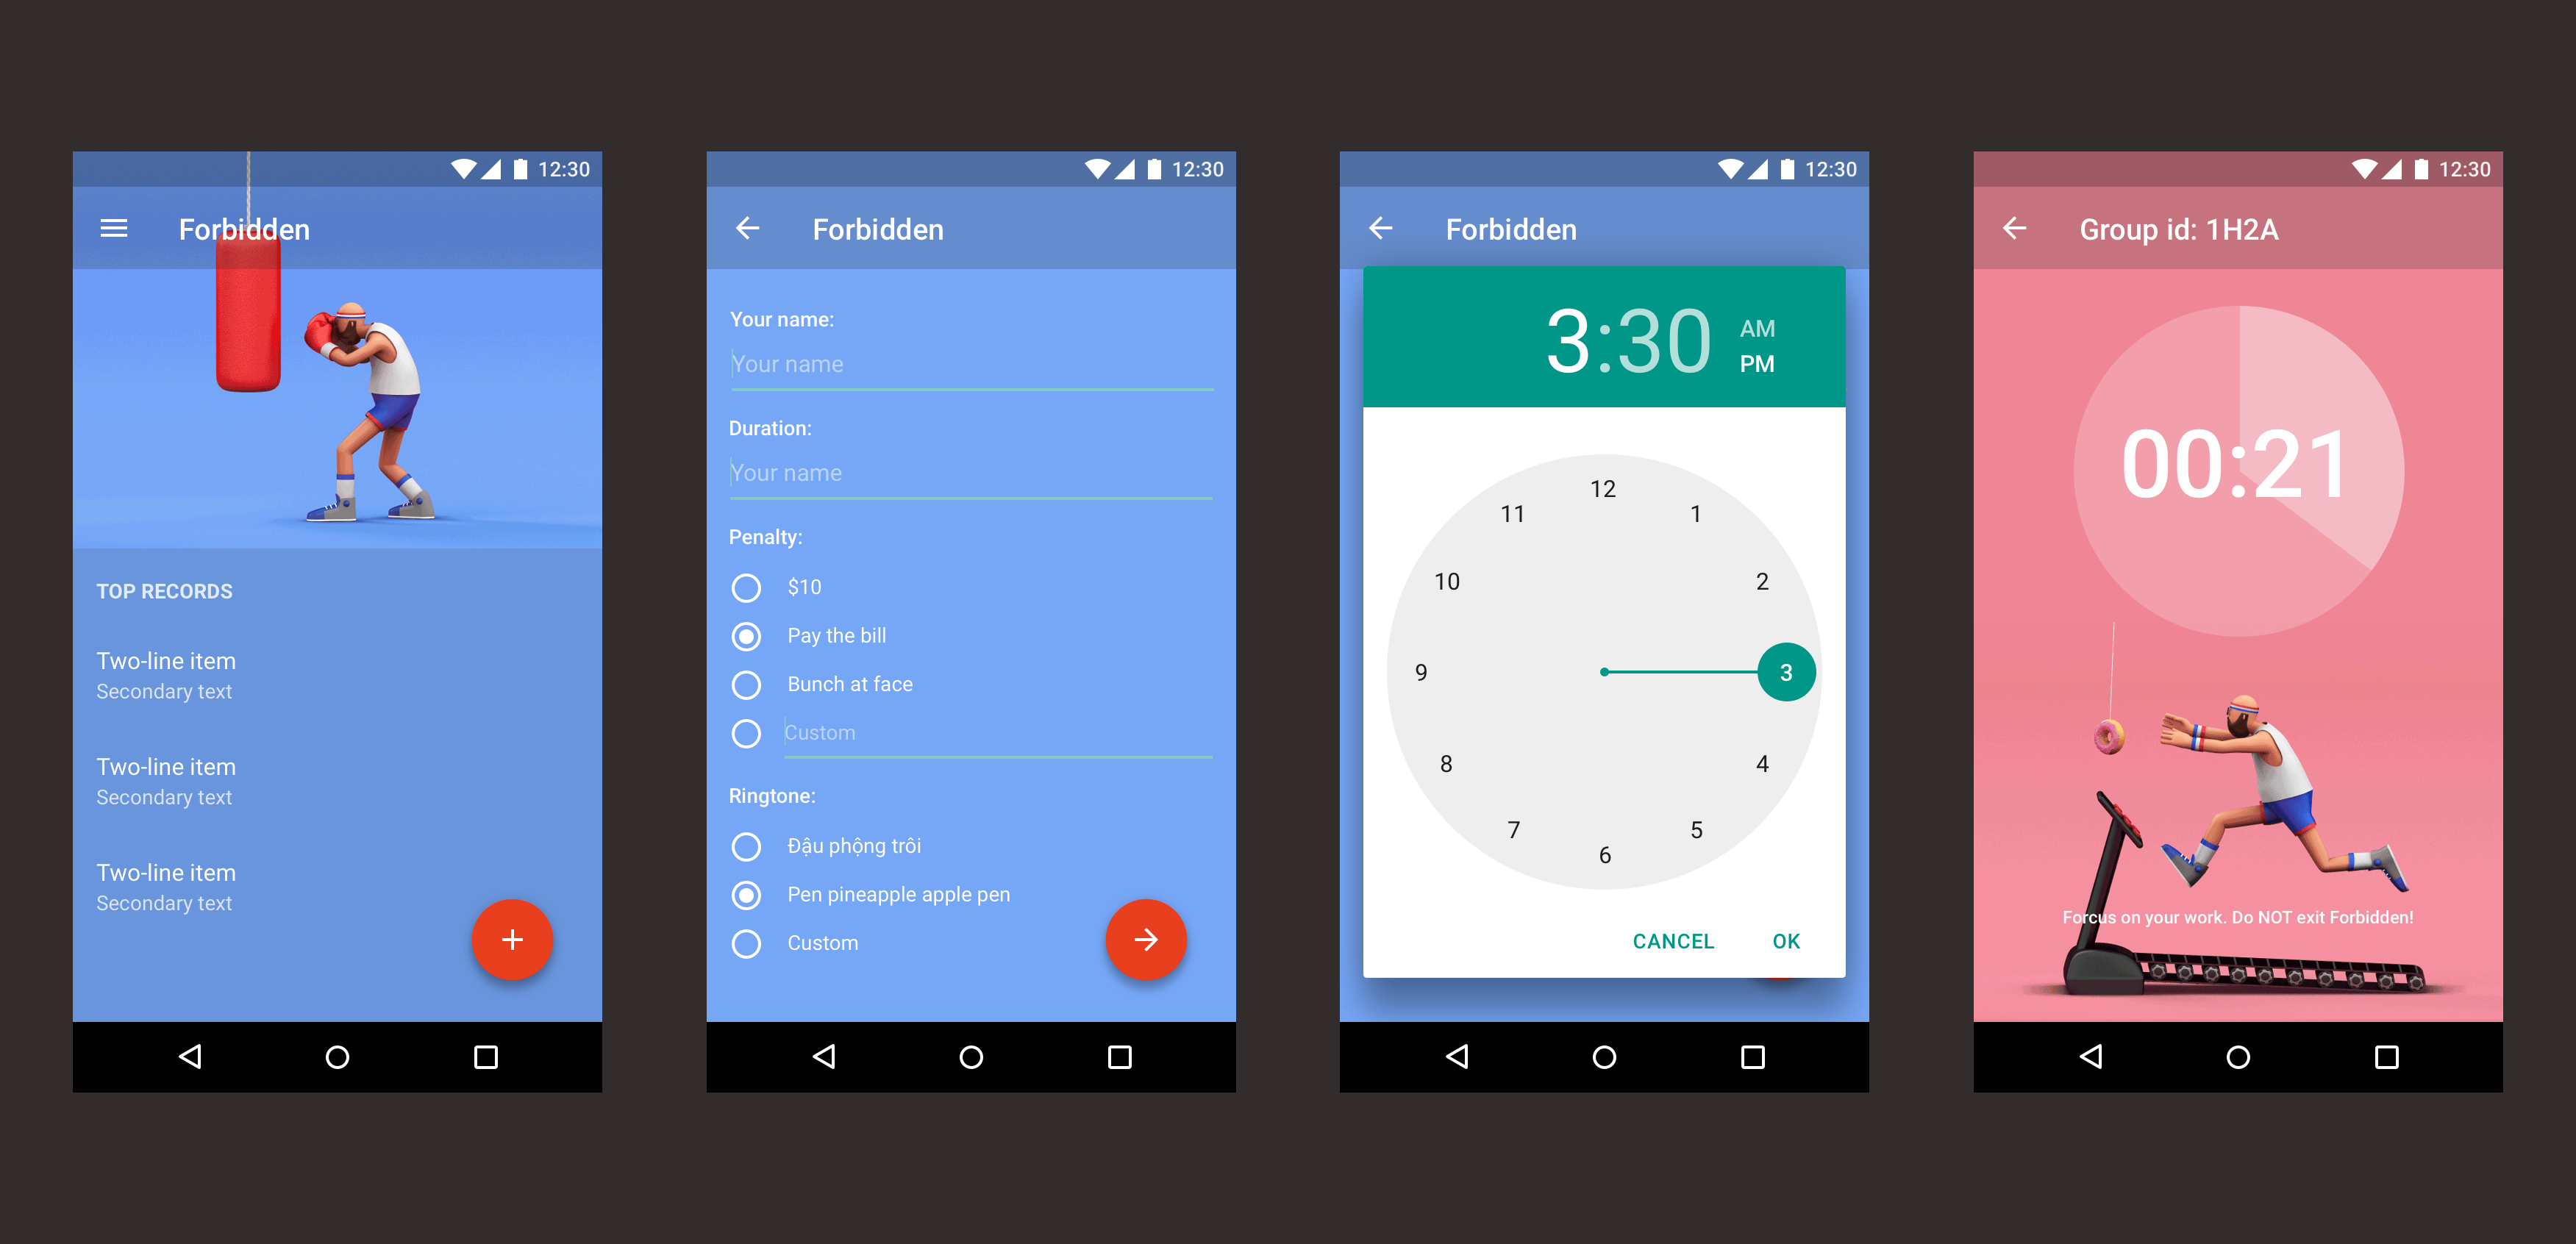 12:30
Forbidden
TOP RECORDS
Two-line item
Secondary text
Two-line item
Secondary text
Two-line item
Secondary text
12:30
Forbidden
Your name:
Your name
Duration:
Your name
Penalty:
$10
Pay the bill
Bunch at face
Custom
Ringtone:
Đậu phộng trôi
Pen pineapple apple pen
Custom
12:30
Forbidden
3:30
AM
PM
12
11
1
10
2
9
3
8
4
7
5
6
CANCEL OK
12:30
Group id: 1H2A
00:21
Forcus on your work. Do NOT exit Forbidden!